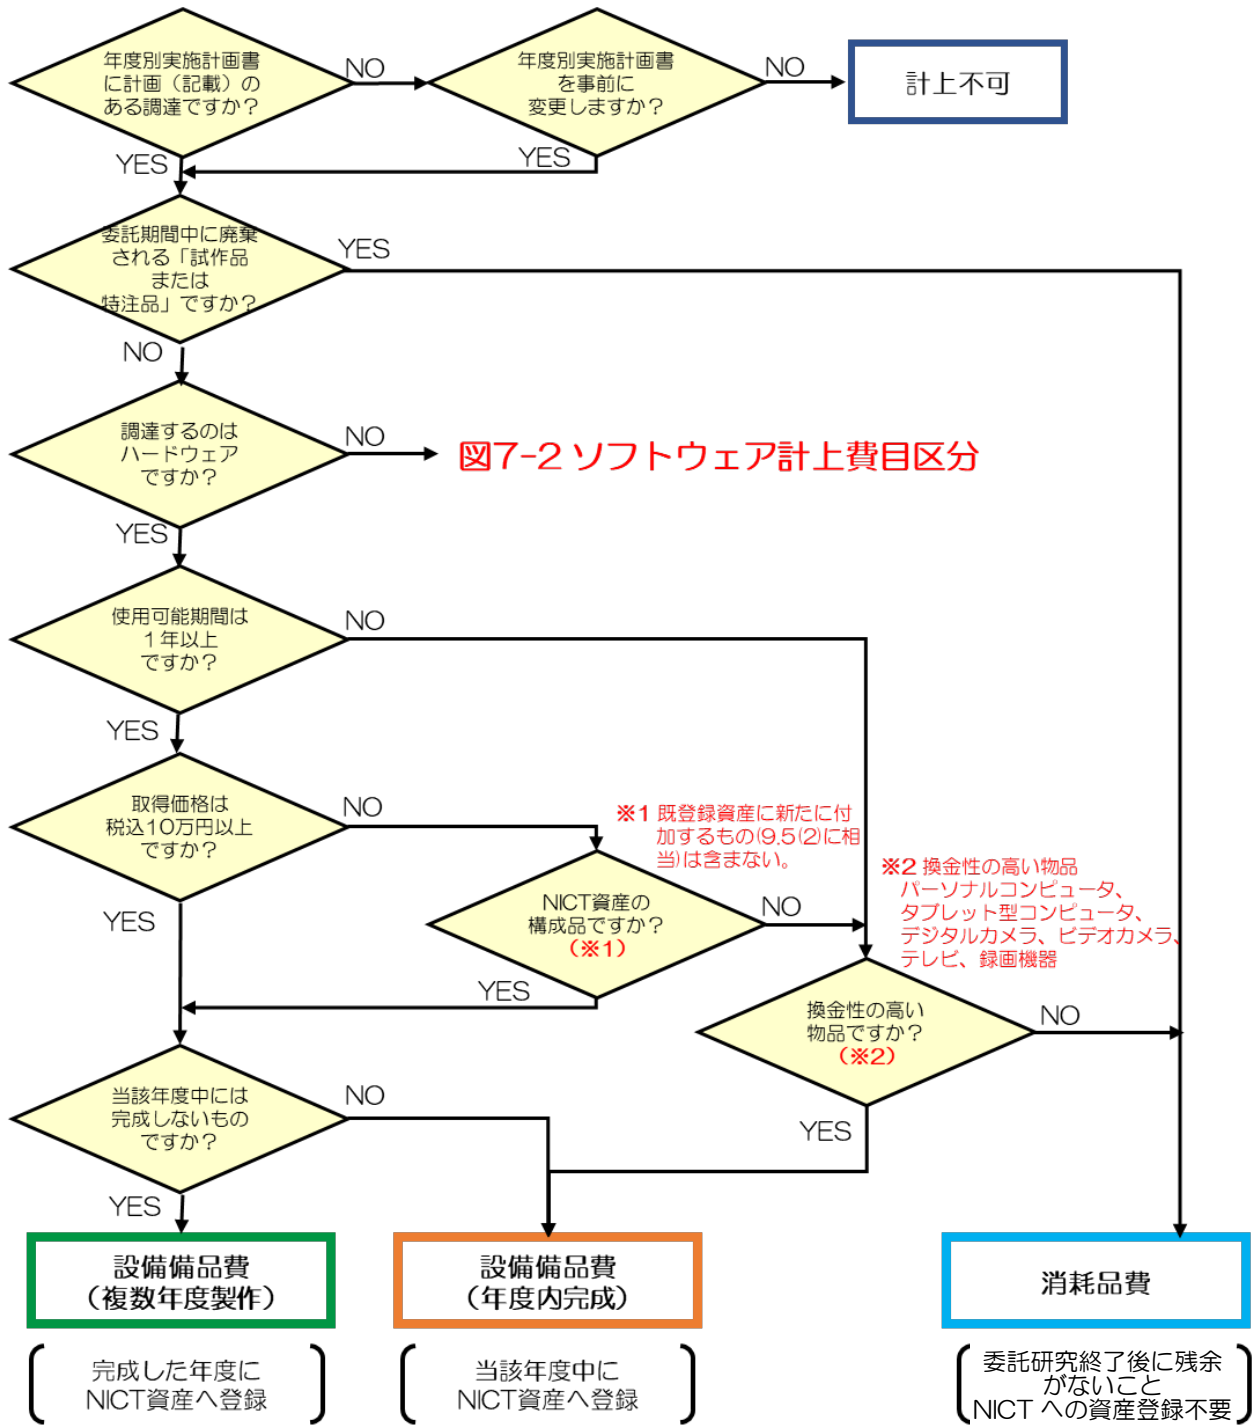 年度別実施計画書
に計画（記載）の
ある調達ですか？
NO
年度別実施計画書
を事前に
変更しますか？
NO
計上不可
YES
YES
委託期間中に廃棄
される「試作品
または
特注品」ですか？
YES
NO
調達するのは
ハードウェア
ですか？
NO
図7-2 ソフトウェア計上費目区分
YES
使用可能期間は
１年以上
ですか？
NO
YES
取得価格は
税込10万円以上
ですか？
NO
※1 既登録資産に新たに付
加するもの(9.5(2)に相
当)は含まない。
※2 換金性の高い物品
パーソナルコンピュータ、
タブレット型コンピュータ、
デジタルカメラ、ビデオカメラ、
テレビ、録画機器
YES
NICT資産の
構成品ですか？
（※1）
NO
YES
換金性の高い
物品ですか？
（※2）
NO
YES
当該年度中には
完成しないもの
ですか？
NO
YES
設備備品費
（複数年度製作）
設備備品費
（年度内完成）
消耗品費
完成した年度に
NICT資産へ登録
当該年度中に
NICT資産へ登録
委託研究終了後に残余
がないこと
NICT への資産登録不要